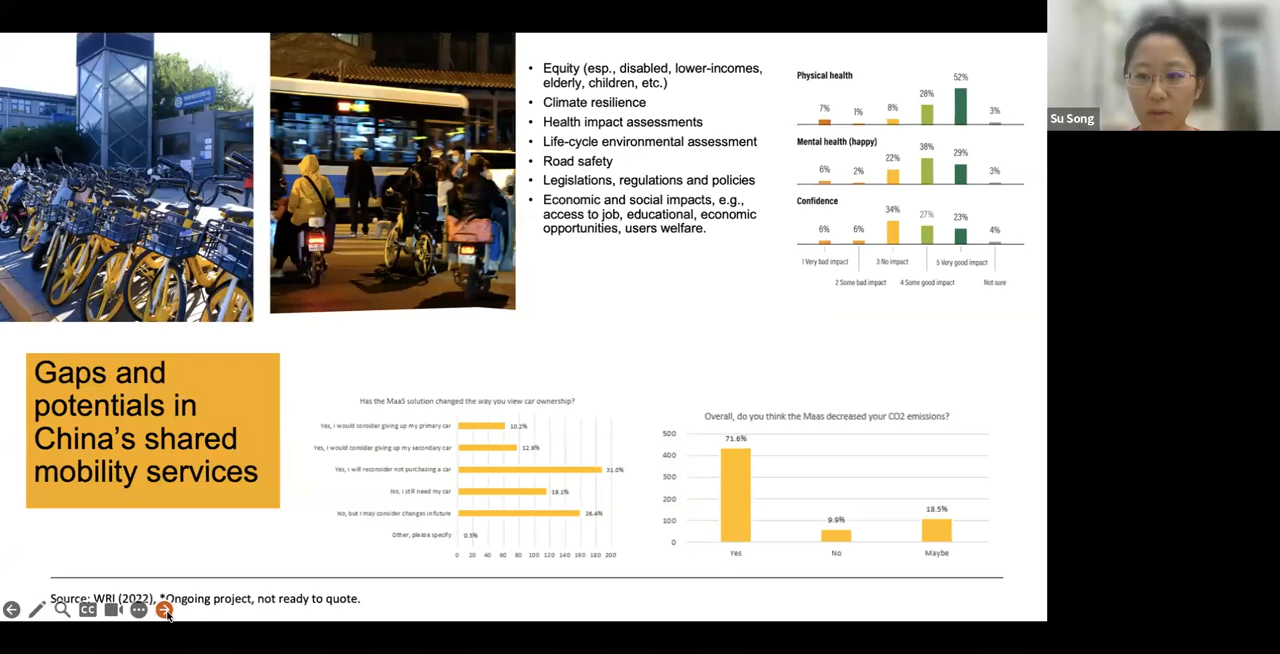 • Equity (esp., disabled, lower-incomes,
elderly, children, etc.)
• Climate resilience
• Health impact assessments
• Life-cycle environmental assessment
• Road safety
• Legislations, regulations and policies
• Economic and social impacts, e.g.,
access to job, educational, economic
opportunities, users welfare.
Physical health
7% 1% 8% 28% 52% 3%
Mental health (happy)
6% 2% 22% 38% 29% 3%
Confidence
6% 6% 34% 27% 23% 4%
1 Very bad impact 3 No impact 5 Very good impact
2 Some bad impact 4 Some good impact Not sure
Su Song
Gaps and
potentials in
China's shared
mobility services
Has the MaaS solution changed the way you view car ownership?
Yes, I would consider giving up my primary car 10.2%
Yes, I would consider giving up my secondary car 12.9%
Yes, I will reconsider not purchasing a car 31.0%
No, I still need my car 19.1%
No, but I may consider changes in future 26.4%
Other, please specify 0.3%
0 20 40 60 80 100 120 140 160 180 200
Overall, do you think the Maas decreased your CO2 emissions?
500
400
300
200
100
0
71.6% 9.9% 18.5%
Yes No Maybe
Source: WRI (2022), *Ongoing project, not ready to quote.
CC